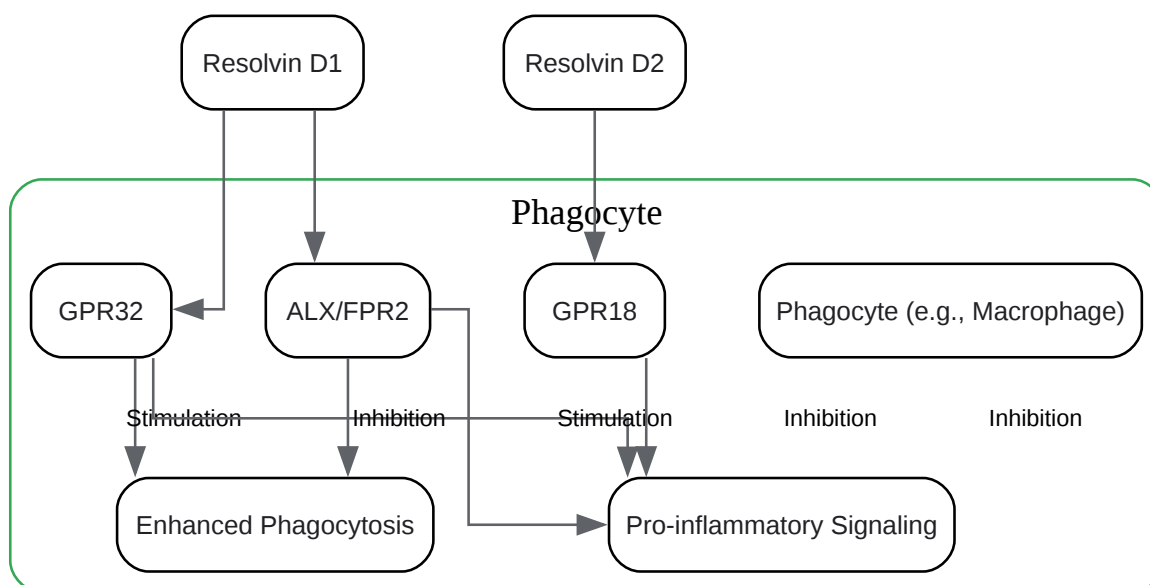 Resolvin D1
Resolvin D2
Phagocyte
GPR32
ALX/FPR2
GPR18
Phagocyte (e.g., Macrophage)
Stimulation
Inhibition
Stimulation
Inhibition
Inhibition
Enhanced Phagocytosis
Pro-inflammatory Signaling